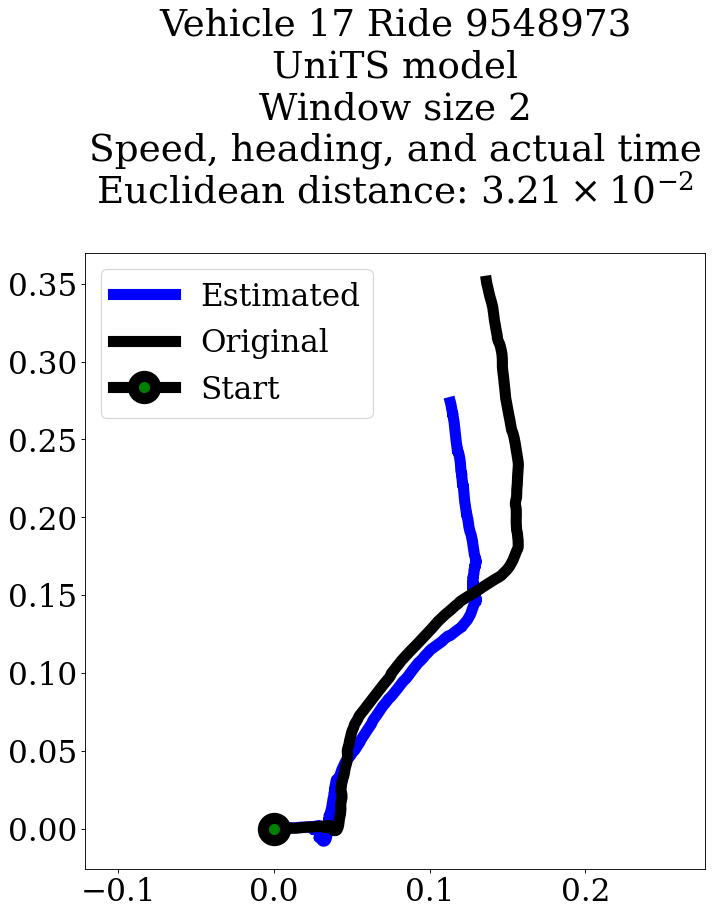 Vehicle 17 Ride 9548973
UniTS model
Window size 2
Speed, heading, and actual time
Euclidean distance: 3.21 × 10⁻²
Estimated
Original
Start
0.35
0.30
0.25
0.20
0.15
0.10
0.05
0.00
−0.1 0.0 0.1 0.2